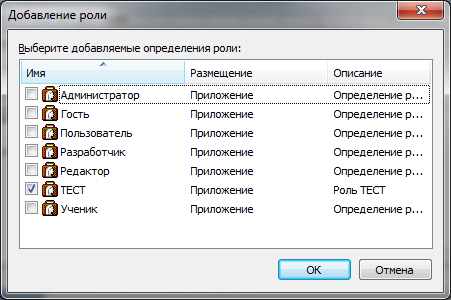 Добавление роли
Выберите добавляемые определения роли:
Имя Размещение Описание
Администратор Приложение Определение р...
Гость Приложение Определение р...
Пользователь Приложение Определение р...
Разработчик Приложение Определение р...
Редактор Приложение Определение р...
ТЕСТ Приложение Роль ТЕСТ
Ученик Приложение Определение р...
ОК Отмена